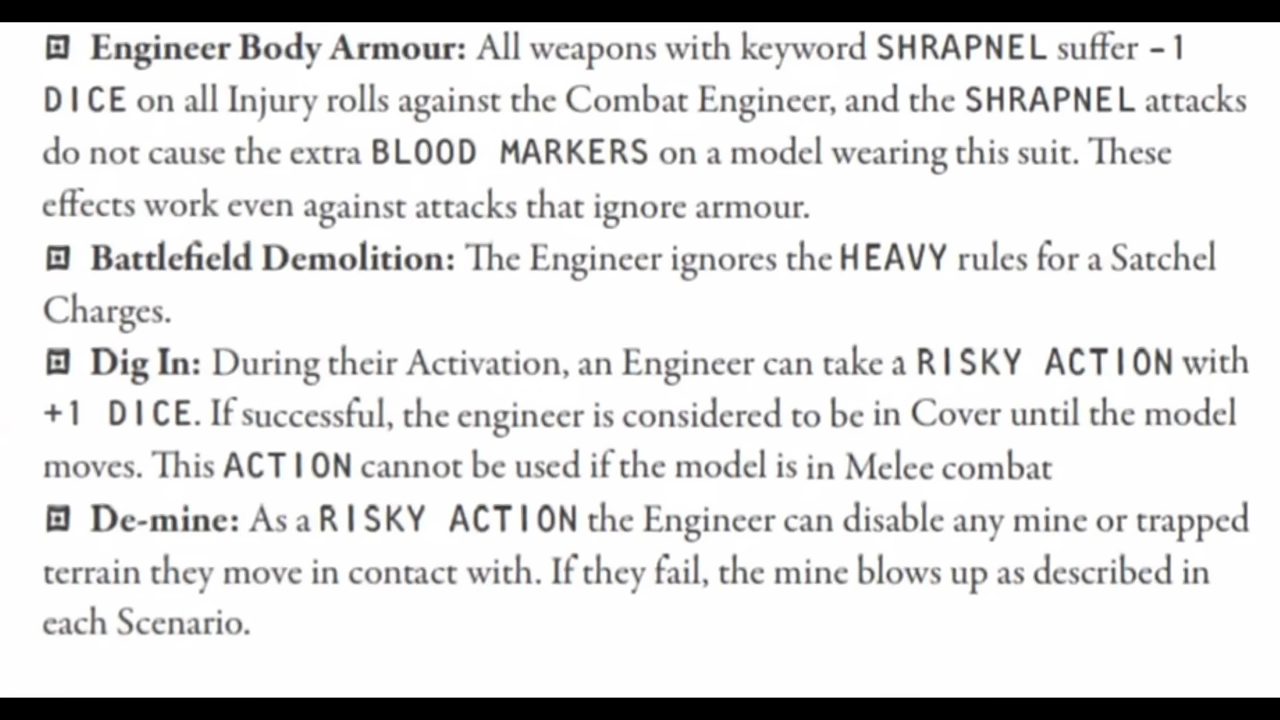 Engineer Body Armour: All weapons with keyword SHRAPNEL suffer -1
DICE on all Injury rolls against the Combat Engineer, and the SHRAPNEL attacks
do not cause the extra BLOOD MARKERS on a model wearing this suit. These
effects work even against attacks that ignore armour.
Battlefield Demolition: The Engineer ignores the HEAVY rules for a Satchel
Charges.
Dig In: During their Activation, an Engineer can take a RISKY ACTION with
+1 DICE. If successful, the engineer is considered to be in Cover until the model
moves. This ACTION cannot be used if the model is in Melee combat
De-mine: As a RISKY ACTION the Engineer can disable any mine or trapped
terrain they move in contact with. If they fail, the mine blows up as described in
each Scenario.